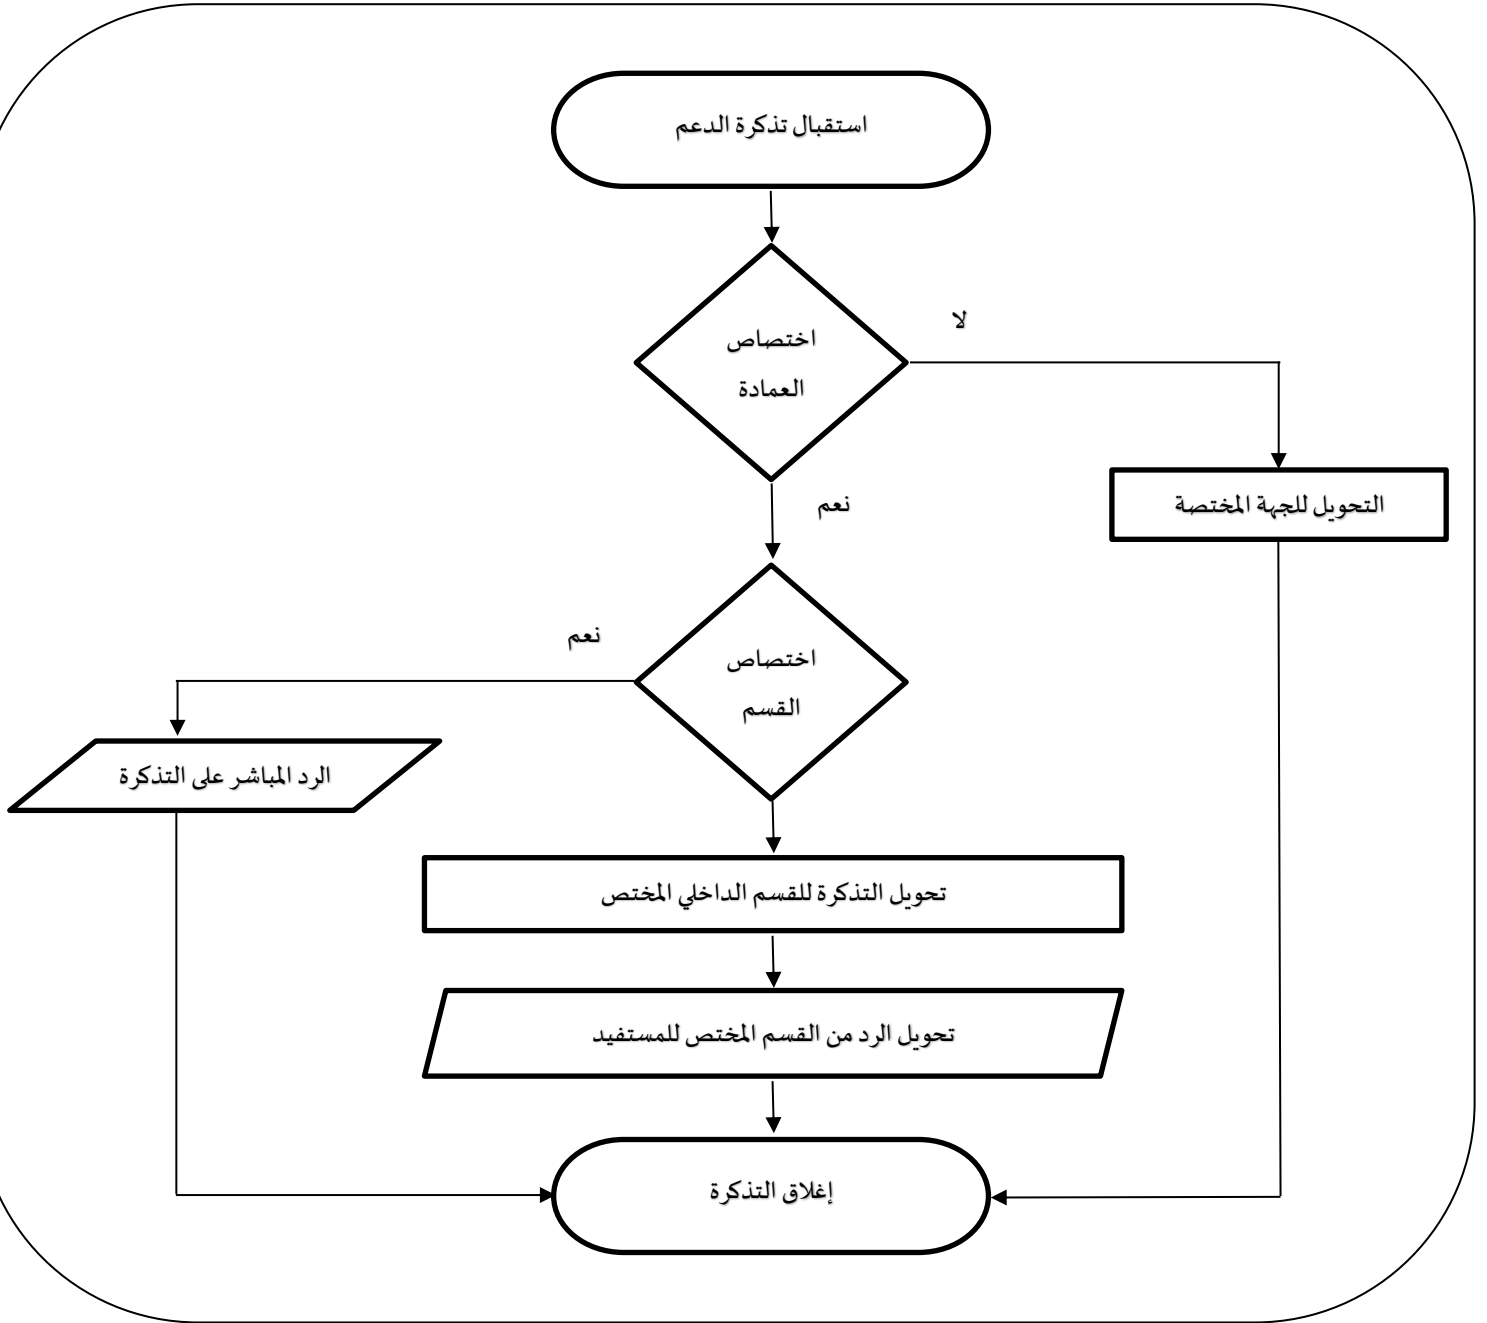 استقبال تذكرة الدعم
لا
اختصاص
العمادة
التحويل للجهة المختصة
نعم
نعم
اختصاص
القسم
الرد المباشر على التذكرة
تحويل التذكرة للقسم الداخلي المختص
تحويل الرد من القسم المختص للمستفيد
إغلاق التذكرة